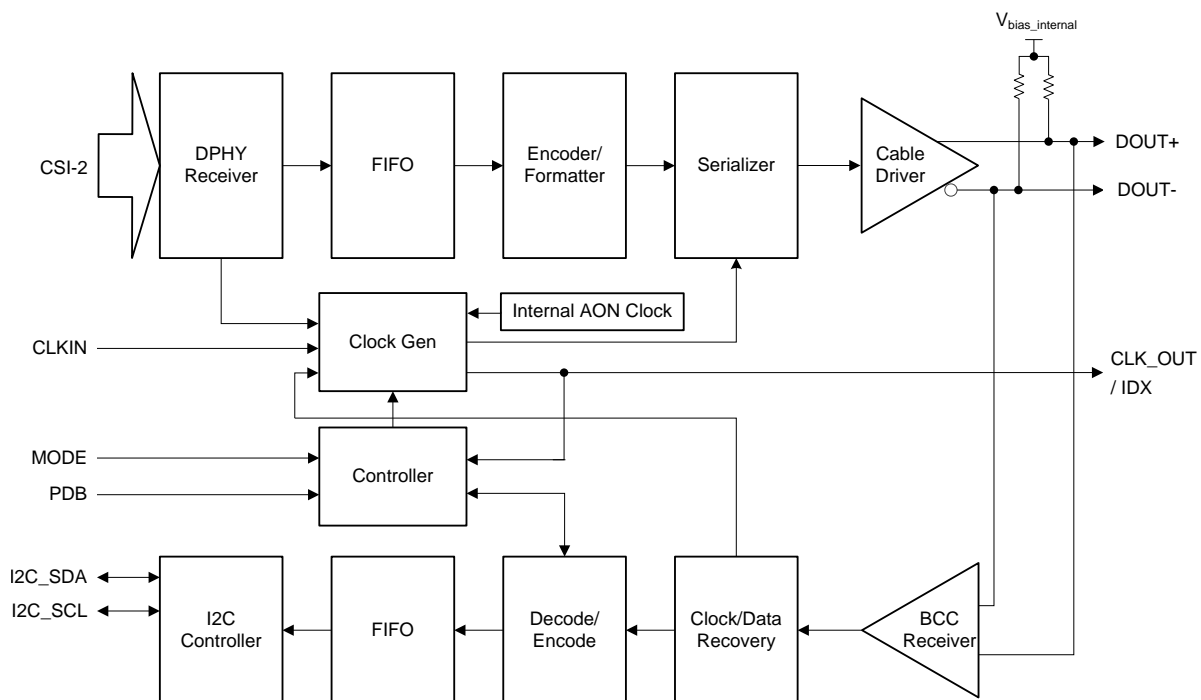 Vbias_internal
CSI-2
DPHY
Receiver
FIFO
Encoder/
Formatter
Serializer
Cable
Driver
DOUT+
DOUT-
Internal AON Clock
Clock Gen
CLKIN
CLK_OUT
/ IDX
MODE
PDB
Controller
I2C_SDA
I2C_SCL
I2C
Controller
FIFO
Decode/
Encode
Clock/Data
Recovery
BCC
Receiver